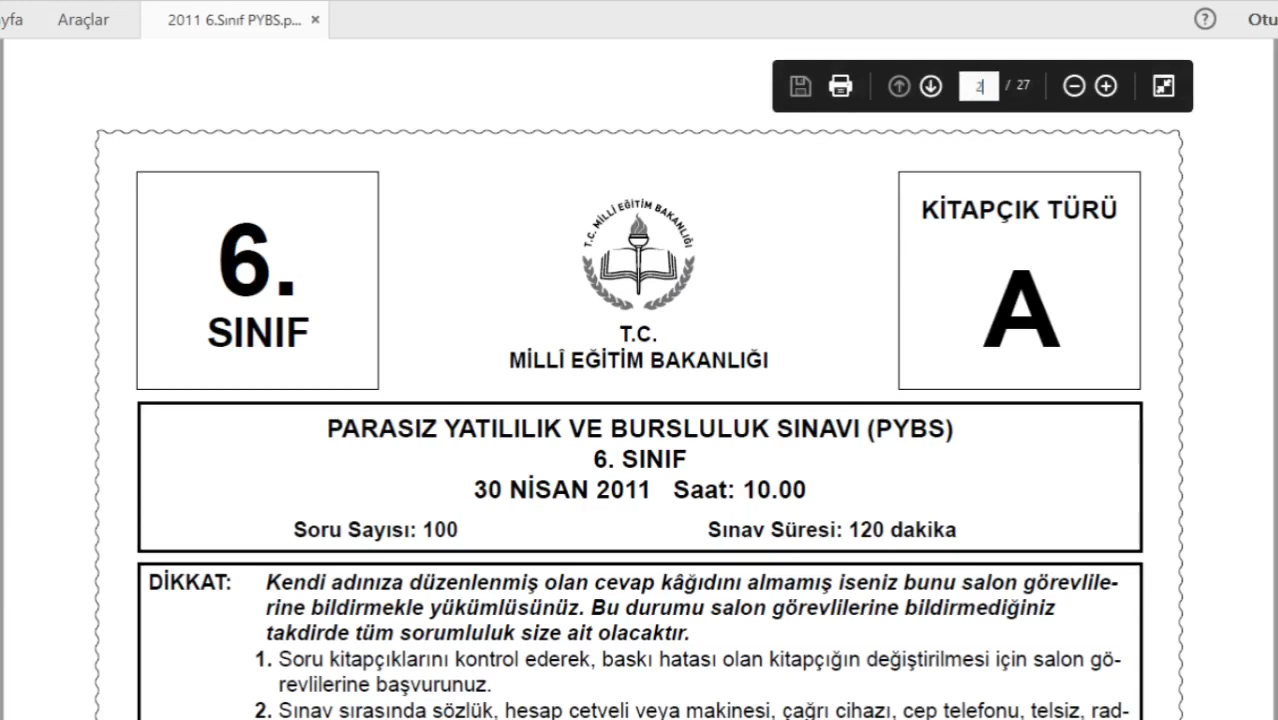 yfa Araçlar 2011 6.Sınıf PYBS.p... × ? Otu
2 / 27
6.
SINIF
T.C. MİLLÎ EĞİTİM BAKANLIĞI
T.C.
MİLLÎ EĞİTİM BAKANLIĞI
KİTAPÇIK TÜRÜ
A
PARASIZ YATILILIK VE BURSLULUK SINAVI (PYBS)
6. SINIF
30 NİSAN 2011 Saat: 10.00
Soru Sayısı: 100 Sınav Süresi: 120 dakika
DİKKAT: Kendi adınıza düzenlenmiş olan cevap kâğıdını almamış iseniz bunu salon görevlile-
rine bildirmekle yükümlüsünüz. Bu durumu salon görevlilerine bildirmediğiniz
takdirde tüm sorumluluk size ait olacaktır.
1. Soru kitapçıklarını kontrol ederek, baskı hatası olan kitapçığın değiştirilmesi için salon gö-
revlilerine başvurunuz.
2. Sınav sırasında sözlük, hesap cetveli veya makinesi, çağrı cihazı, cep telefonu, telsiz, rad-